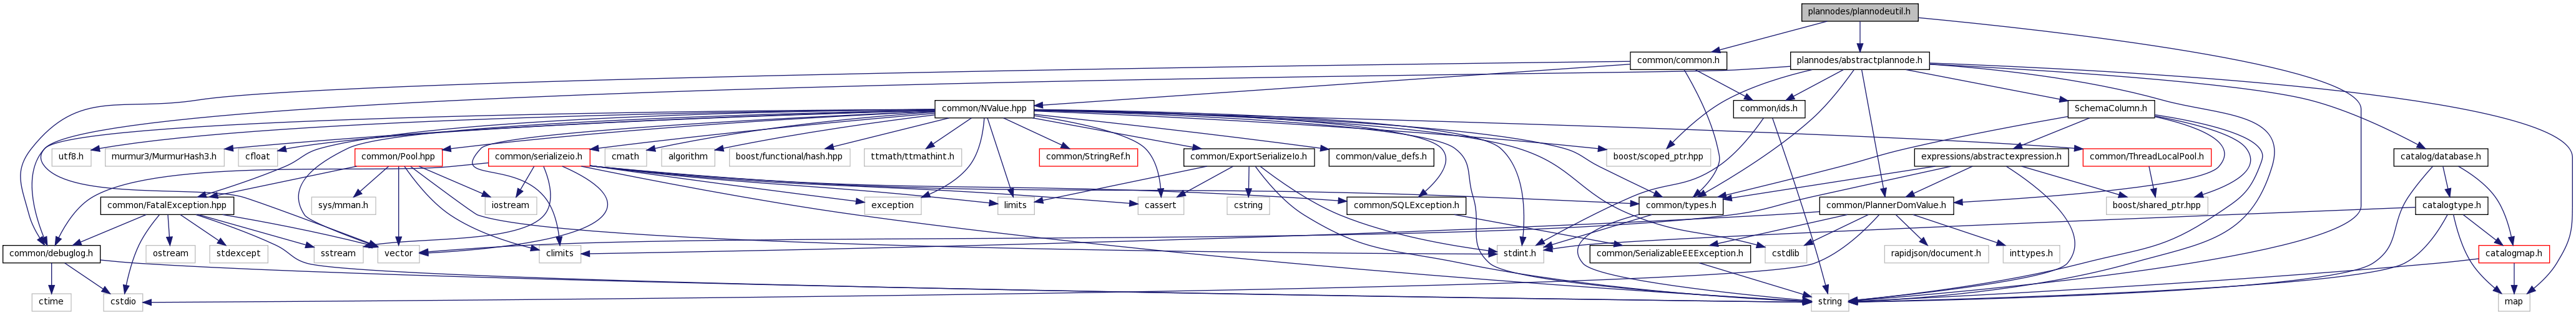 plannodes/plannodeutil.h
common/common.h
plannodes/abstractplannode.h
common/NValue.hpp
common/ids.h
SchemaColumn.h
utf8.h
murmur3/MurmurHash3.h
cfloat
common/Pool.hpp
common/serializeio.h
cmath
algorithm
boost/functional/hash.hpp
ttmath/ttmathint.h
common/StringRef.h
common/ExportSerializeIo.h
common/value_defs.h
boost/scoped_ptr.hpp
expressions/abstractexpression.h
common/ThreadLocalPool.h
catalog/database.h
common/FatalException.hpp
sys/mman.h
iostream
exception
limits
cassert
cstring
common/SQLException.h
common/types.h
common/PlannerDomValue.h
boost/shared_ptr.hpp
catalogtype.h
common/debuglog.h
ostream
stdexcept
sstream
vector
climits
stdint.h
cstdlib
common/SerializableEEException.h
rapidjson/document.h
inttypes.h
catalogmap.h
ctime
cstdio
string
map